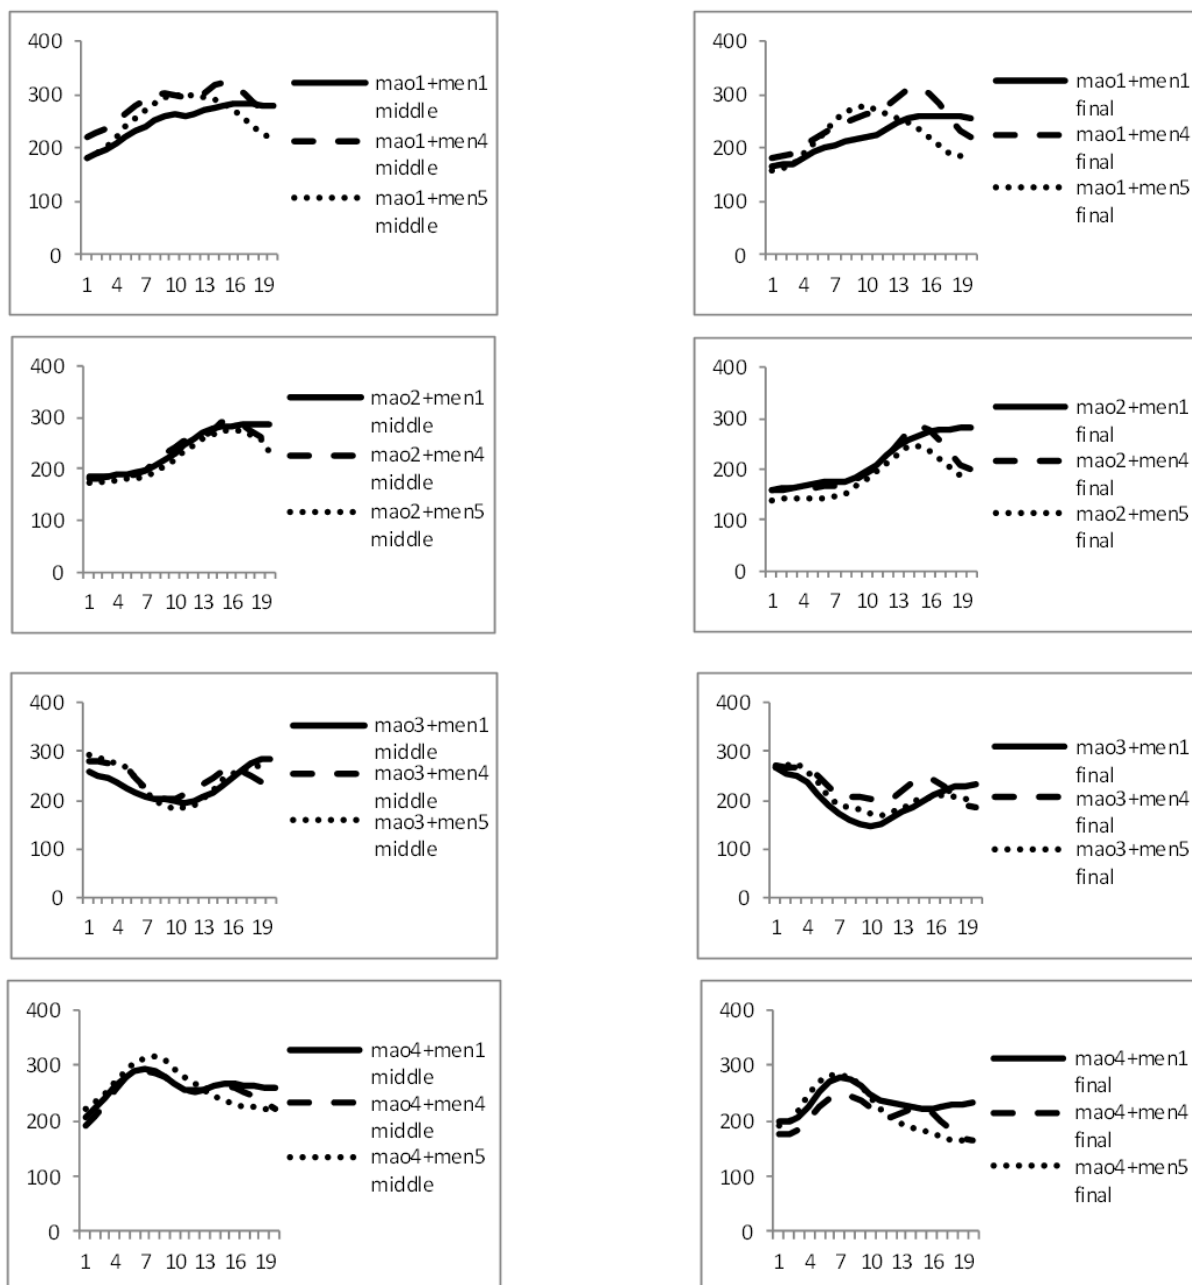 400
300
200
100
0
1 4 7 10 13 16 19
mao1+men1
middle
mao1+men4
middle
mao1+men5
middle
400
300
200
100
0
1 4 7 10 13 16 19
mao1+men1
final
mao1+men4
final
mao1+men5
final
400
300
200
100
0
1 4 7 10 13 16 19
mao2+men1
middle
mao2+men4
middle
mao2+men5
middle
400
300
200
100
0
1 4 7 10 13 16 19
mao2+men1
final
mao2+men4
final
mao2+men5
final
400
300
200
100
0
1 4 7 10 13 16 19
mao3+men1
middle
mao3+men4
middle
mao3+men5
middle
400
300
200
100
0
1 4 7 10 13 16 19
mao3+men1
final
mao3+men4
final
mao3+men5
final
400
300
200
100
0
1 4 7 10 13 16 19
mao4+men1
middle
mao4+men4
middle
mao4+men5
middle
400
300
200
100
0
1 4 7 10 13 16 19
mao4+men1
final
mao4+men4
final
mao4+men5
final